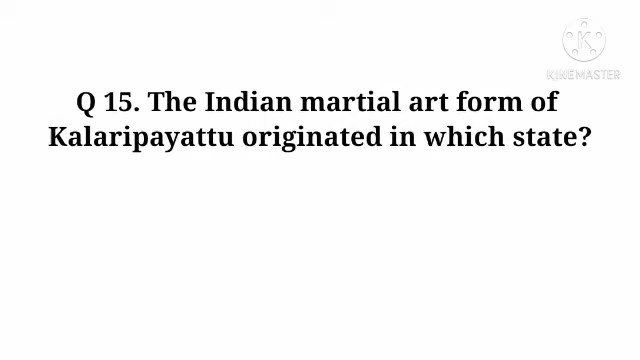 K
KINEMASTER
Q 15. The Indian martial art form of
Kalaripayattu originated in which state?